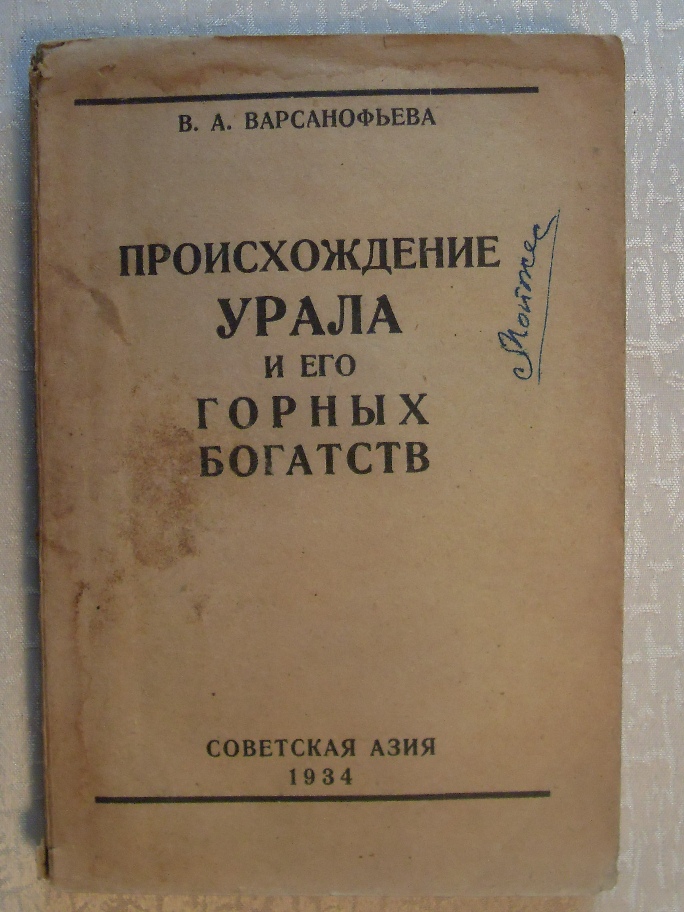 В. А. ВАРСАНОФЬЕВА
ПРОИСХОЖДЕНИЕ
УРАЛА
И ЕГО
ГОРНЫХ
БОГАТСТВ
СОВЕТСКАЯ АЗИЯ
1934